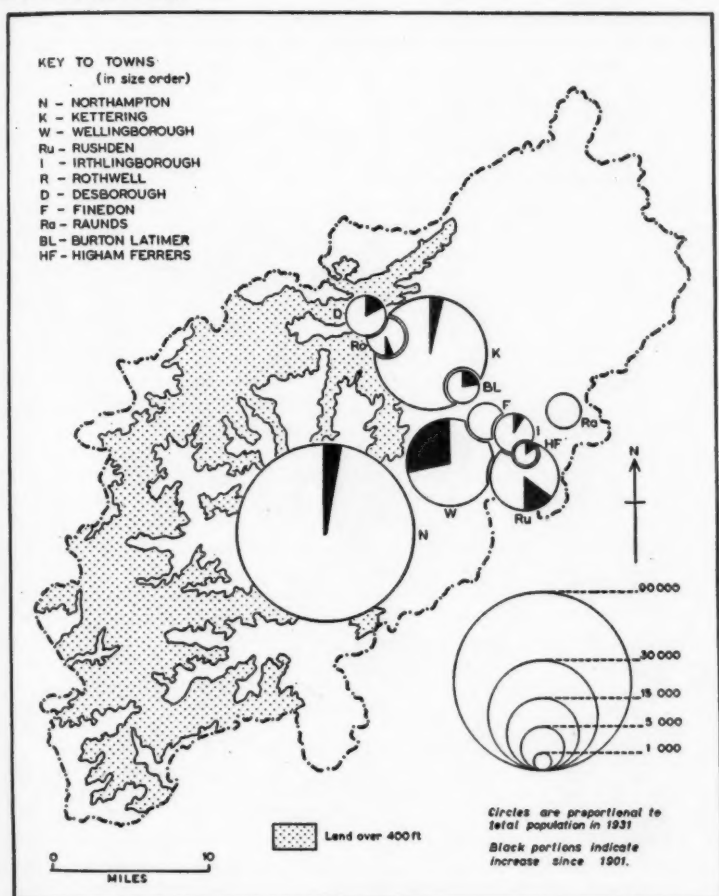 KEY TO TOWNS
(in size order)
N – NORTHAMPTON
K – KETTERING
W – WELLINGBOROUGH
Ru – RUSHDEN
I – IRTHLINGBOROUGH
R – ROTHWELL
D – DESBOROUGH
F – FINEDON
Ra – RAUNDS
BL – BURTON LATIMER
HF – HIGHAM FERRERS
D
Ro
K
BL
F
I
Ra
HF
N
W
Ru
N
90 000
30 000
15 000
5 000
1 000
Circles are proportional to
total population in 1931
Black portions indicate
increase since 1901.
Land over 400 ft
0 10
MILES